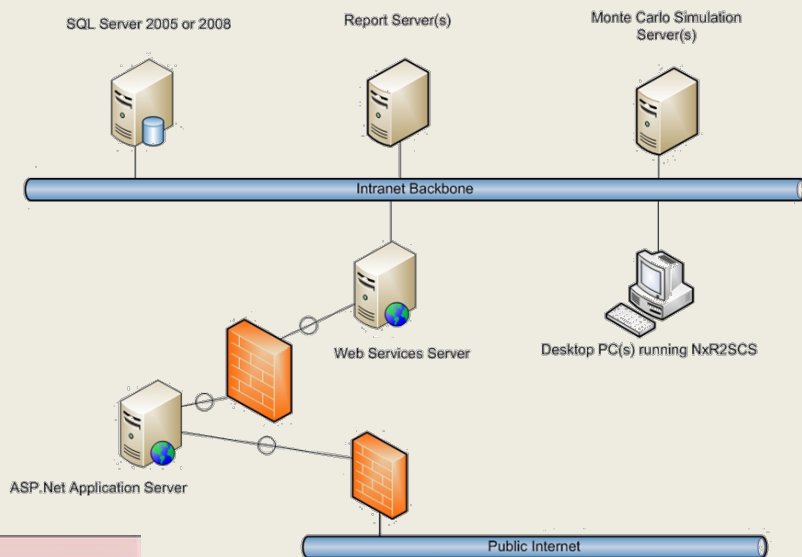 SQL Server 2005 or 2008
Report Server(s)
Monte Carlo Simulation
Server(s)
Intranet Backbone
Web Services Server
Desktop PC(s) running NxR2SCS
ASP.Net Application Server
Public Internet